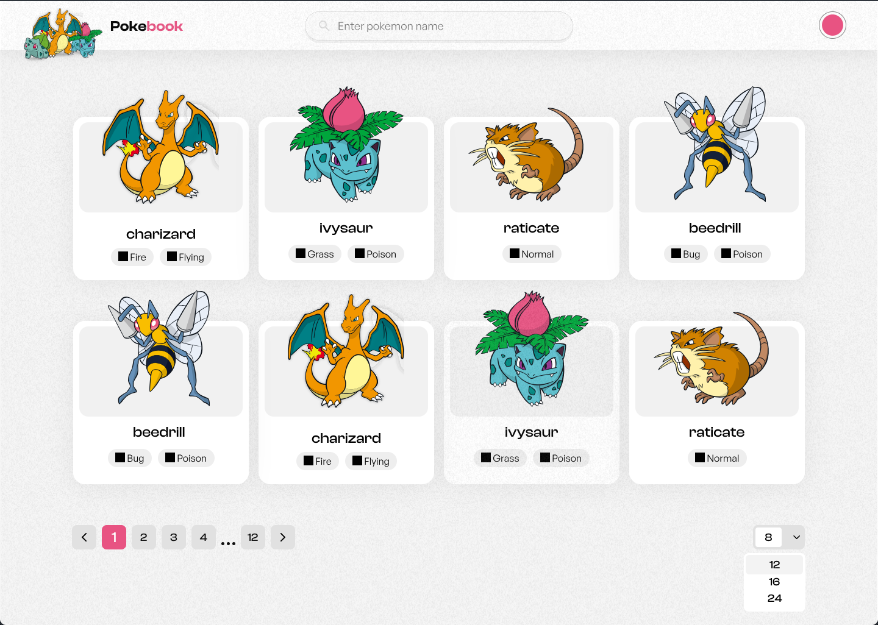 Pokebook
Enter pokemon name
charizard
Fire Flying
ivysaur
Grass Poison
raticate
Normal
beedrill
Bug Poison
beedrill
Bug Poison
charizard
Fire Flying
ivysaur
Grass Poison
raticate
Normal
1 2 3 4 ... 12
8
12
16
24